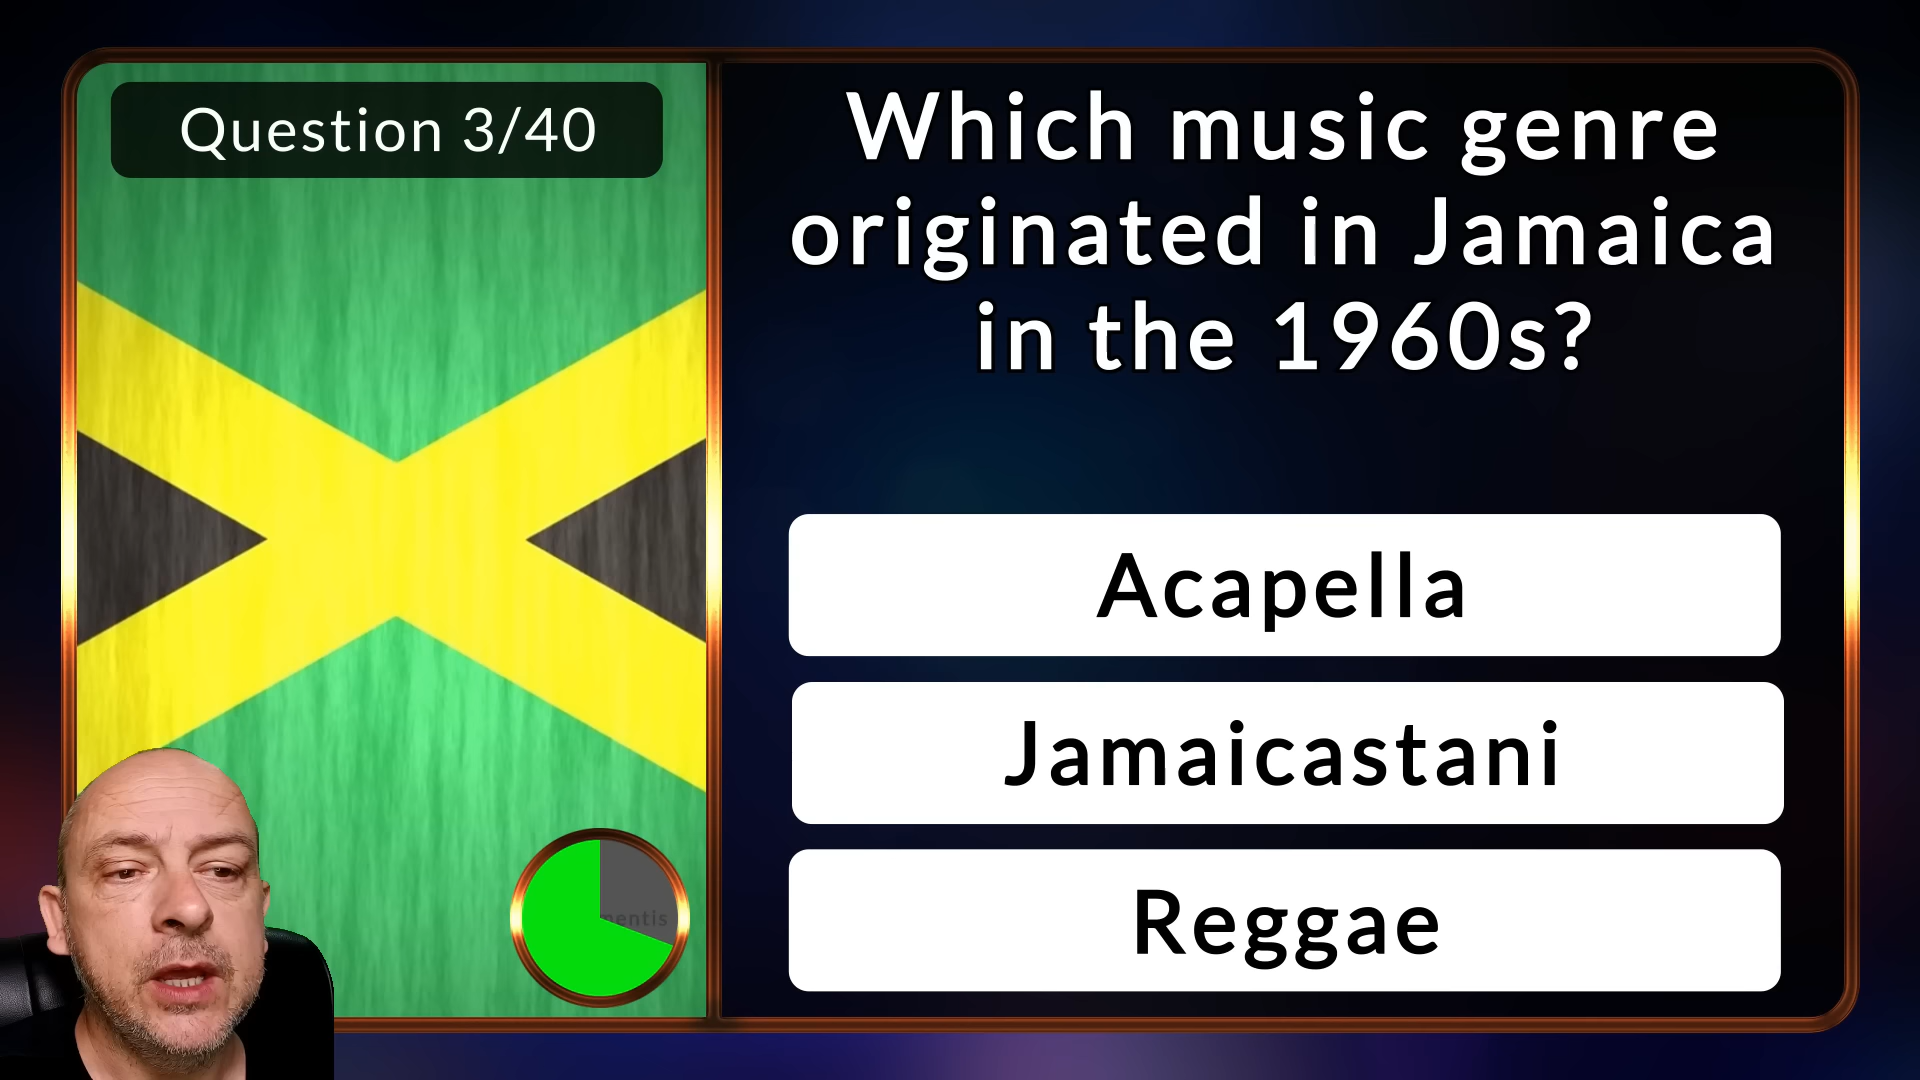 Question 3/40
Which music genre
originated in Jamaica
in the 1960s?
Acapella
Jamaicastani
Reggae